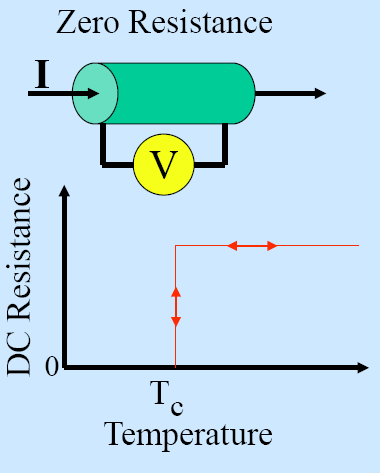 Zero Resistance
I
V
DC Resistance
0
Tc
Temperature